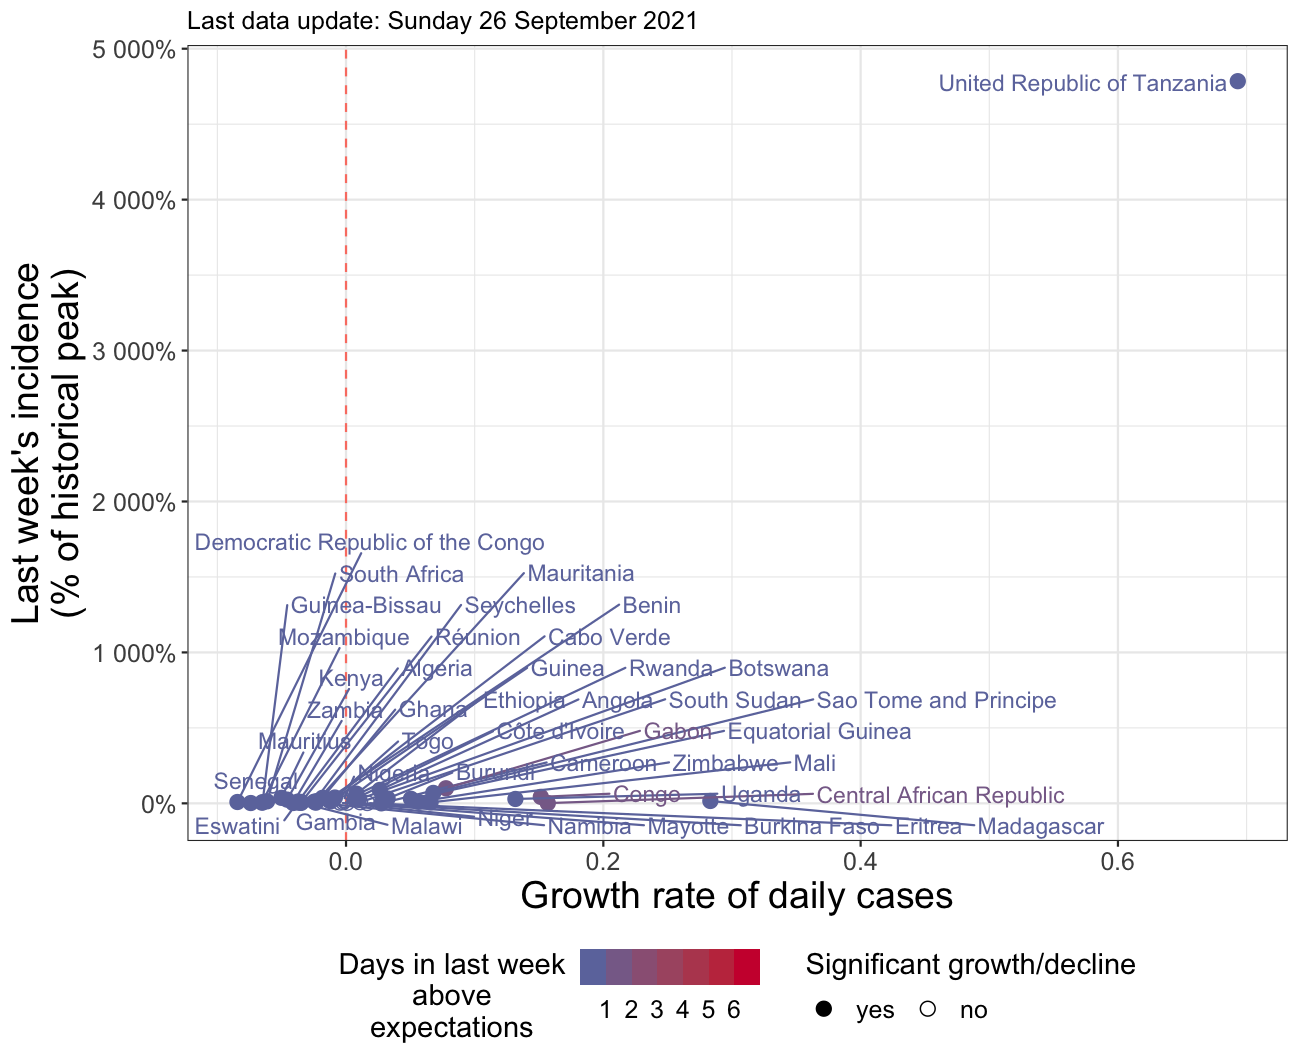 Last data update: Sunday 26 September 2021
5 000%
United Republic of Tanzania
4 000%
3 000%
2 000%
1 000%
0%
Last week's incidence
(% of historical peak)
Democratic Republic of the Congo
South Africa
Mauritania
Guinea-Bissau
Seychelles
Benin
Mozambique
Réunion
Cabo Verde
Kenya
Algeria
Guinea
Rwanda
Botswana
Zambia
Ghana
Ethiopia
Angola
South Sudan
Sao Tome and Principe
Mauritius
Togo
Côte d'Ivoire
Gabon
Equatorial Guinea
Senegal
Nigeria
Burundi
Cameroon
Zimbabwe
Mali
Congo
Uganda
Central African Republic
Eswatini
Gambia
Malawi
Niger
Namibia
Mayotte
Burkina Faso
Eritrea
Madagascar
0.0
0.2
0.4
0.6
Growth rate of daily cases
Days in last week
above
expectations
1 2 3 4 5 6
Significant growth/decline
yes
no